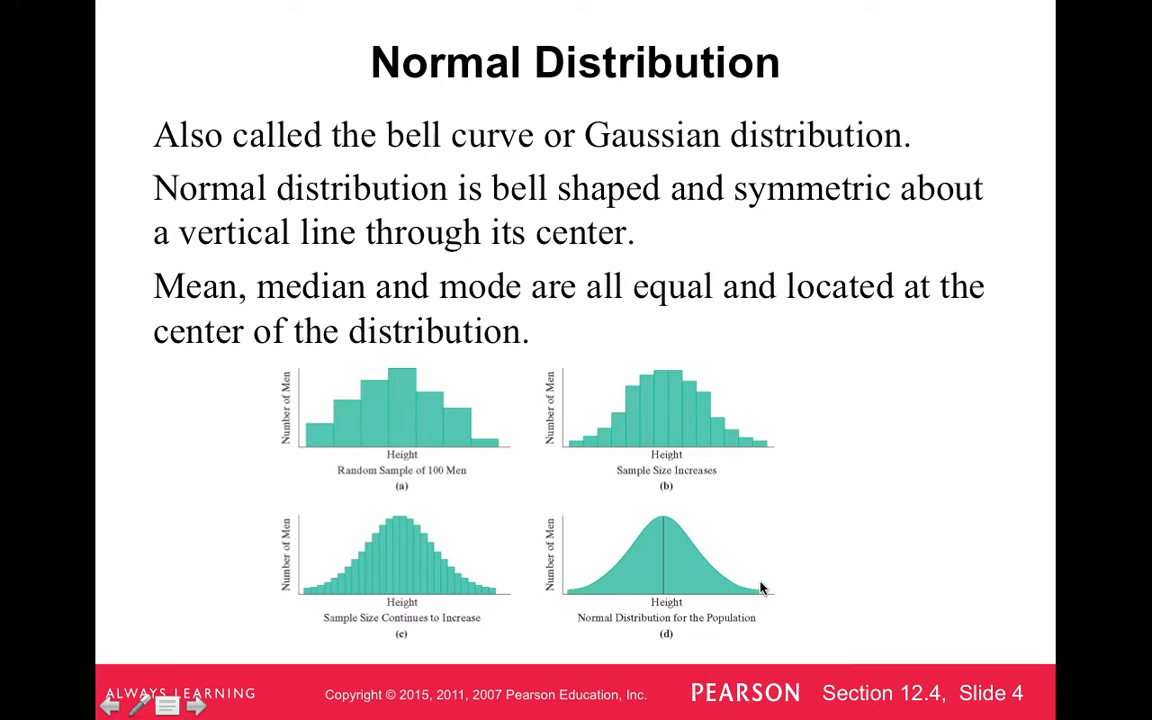 Normal Distribution
Also called the bell curve or Gaussian distribution.
Normal distribution is bell shaped and symmetric about
a vertical line through its center.
Mean, median and mode are all equal and located at the
center of the distribution.
Number of Men
Height
Random Sample of 100 Men
(a)
Number of Men
Height
Sample Size Increases
(b)
Number of Men
Height
Sample Size Continues to Increase
(c)
Number of Men
Height
Normal Distribution for the Population
(d)
ALWAYS LEARNING
Copyright © 2015, 2011, 2007 Pearson Education, Inc.
PEARSON
Section 12.4, Slide 4